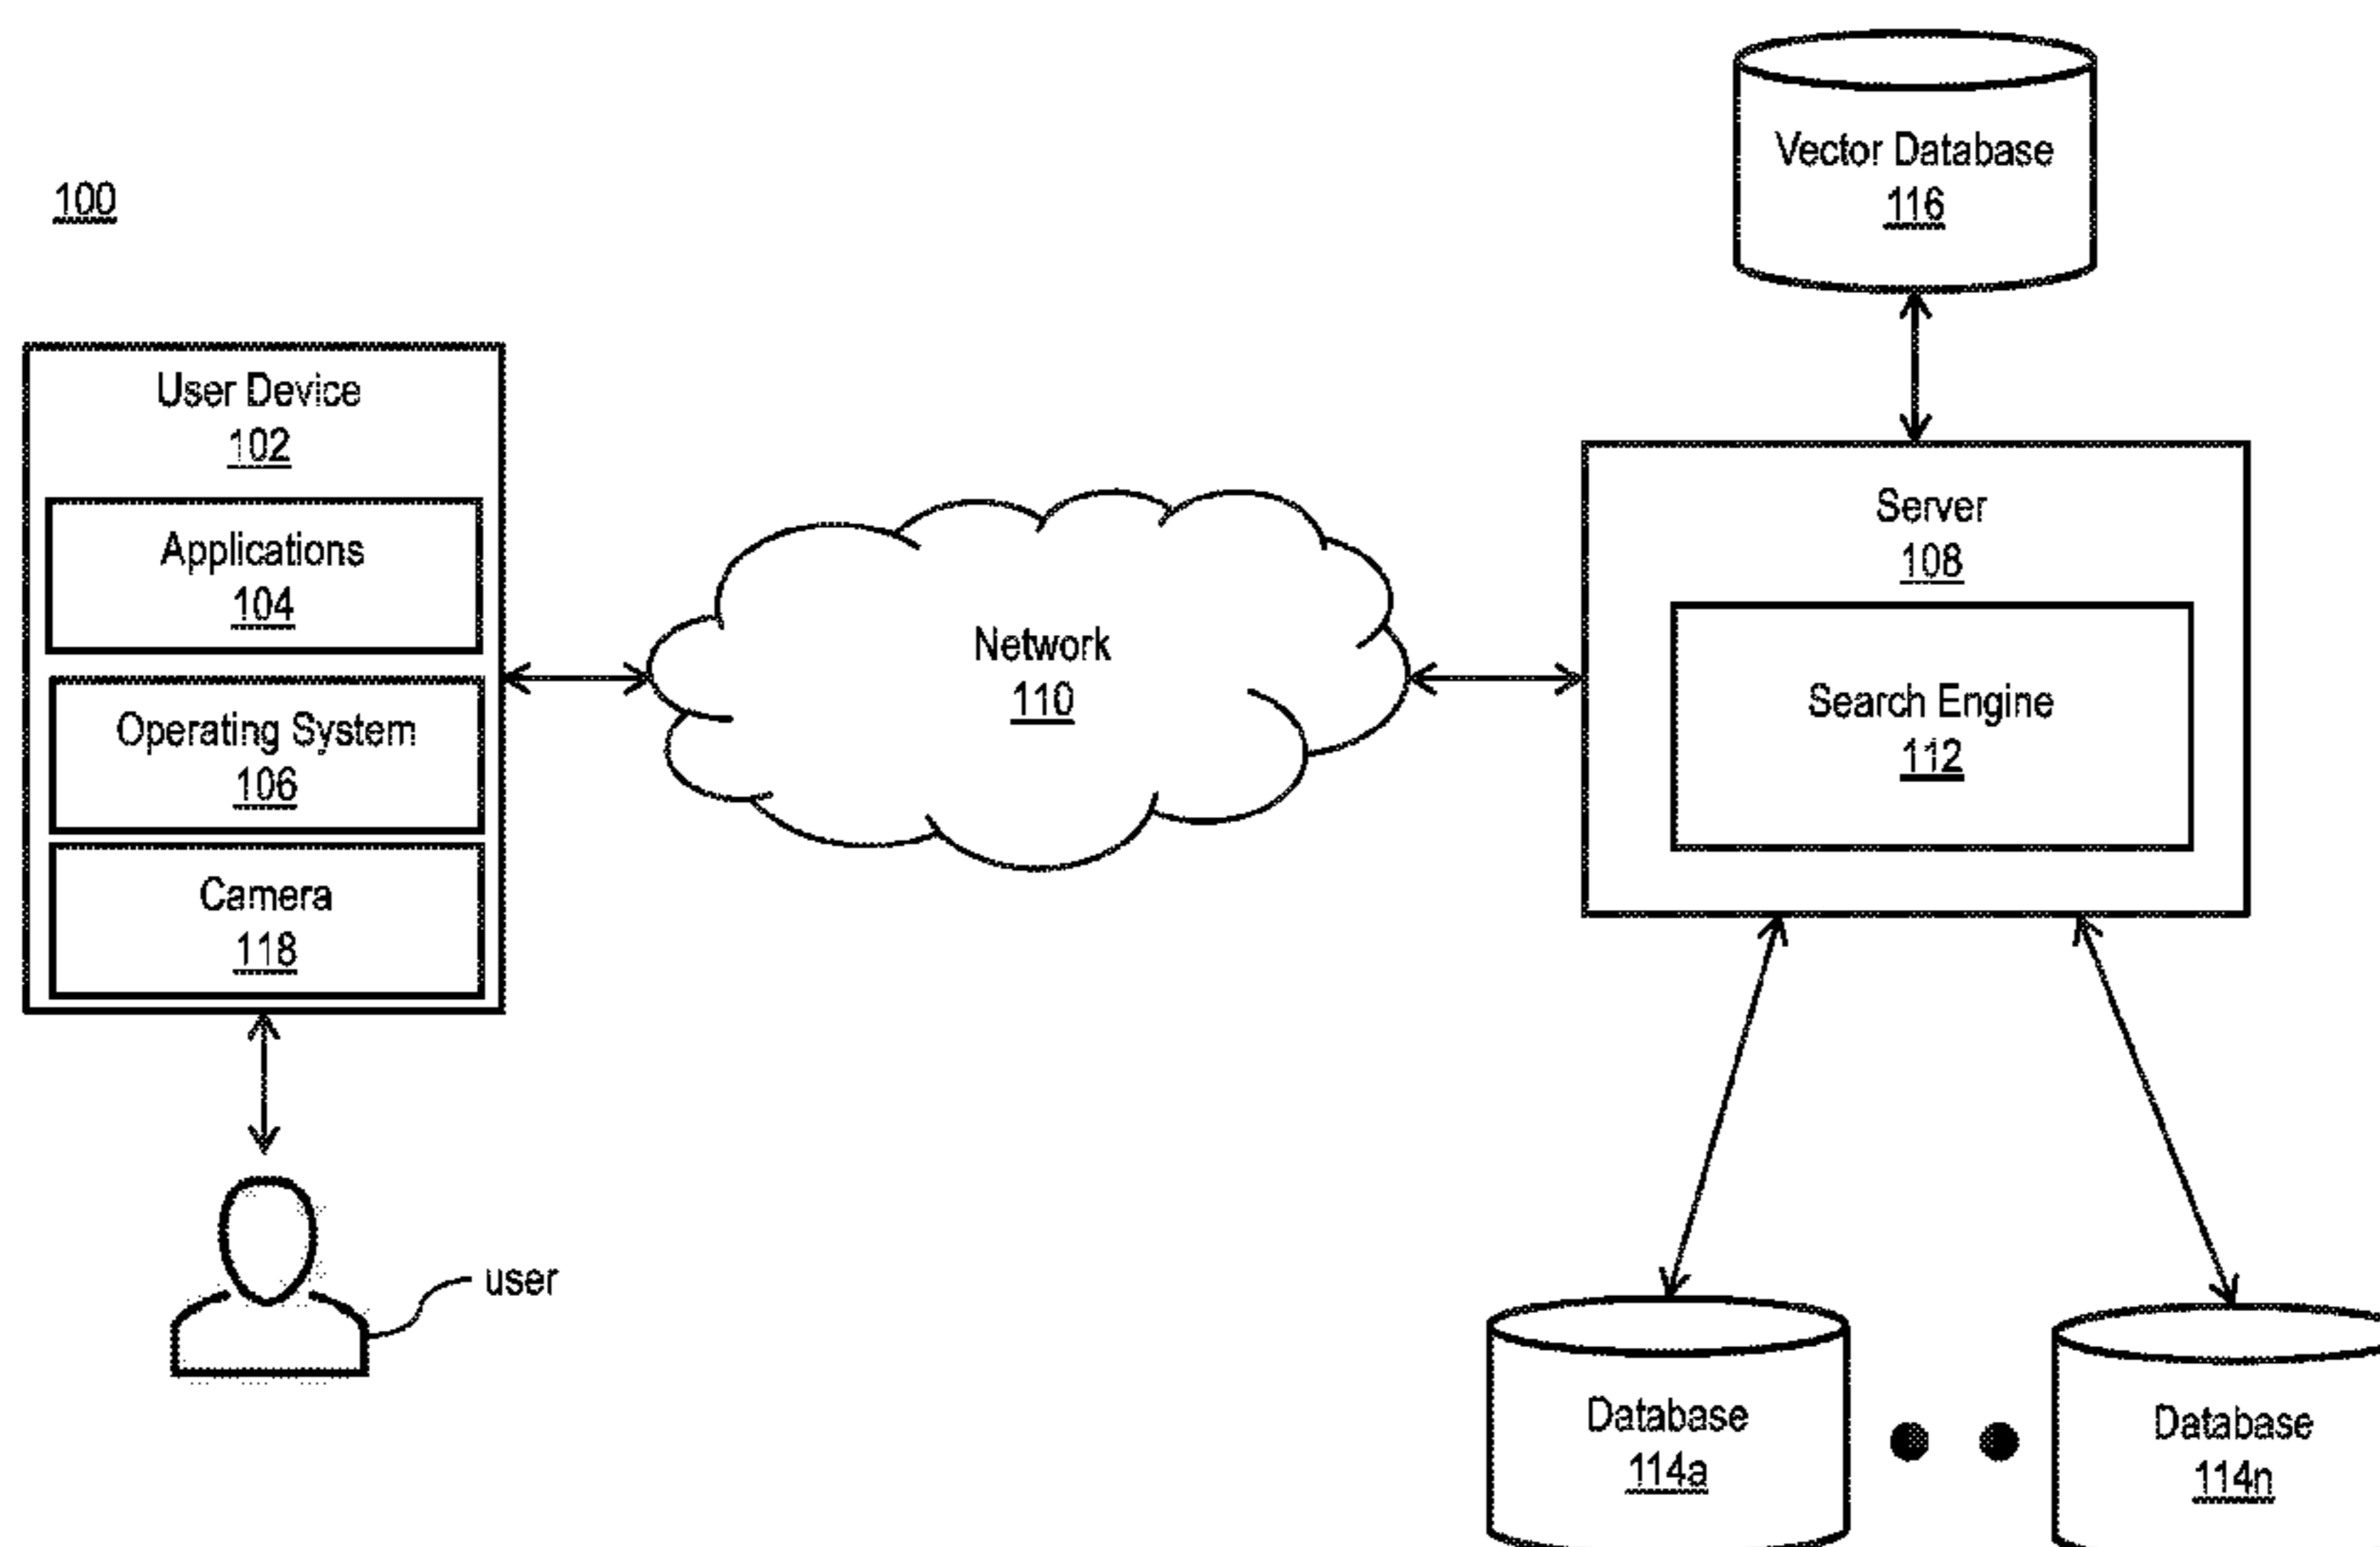 100
User Device
102
Applications
104
Operating System
106
Camera
118
user
Network
110
Vector Database
116
Server
108
Search Engine
112
Database
114a
Database
114n